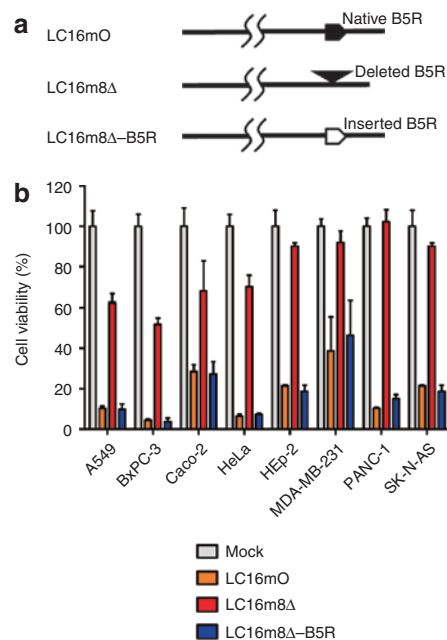 a
LC16mO
Native B5R
LC16m8Δ
Deleted B5R
LC16m8Δ–B5R
Inserted B5R
b
Cell viability (%)
120
100
80
60
40
20
0
A549
BxPC-3
Caco-2
HeLa
HEp-2
MDA-MB-231
PANC-1
SK-N-AS
Mock
LC16mO
LC16m8Δ
LC16m8Δ–B5R